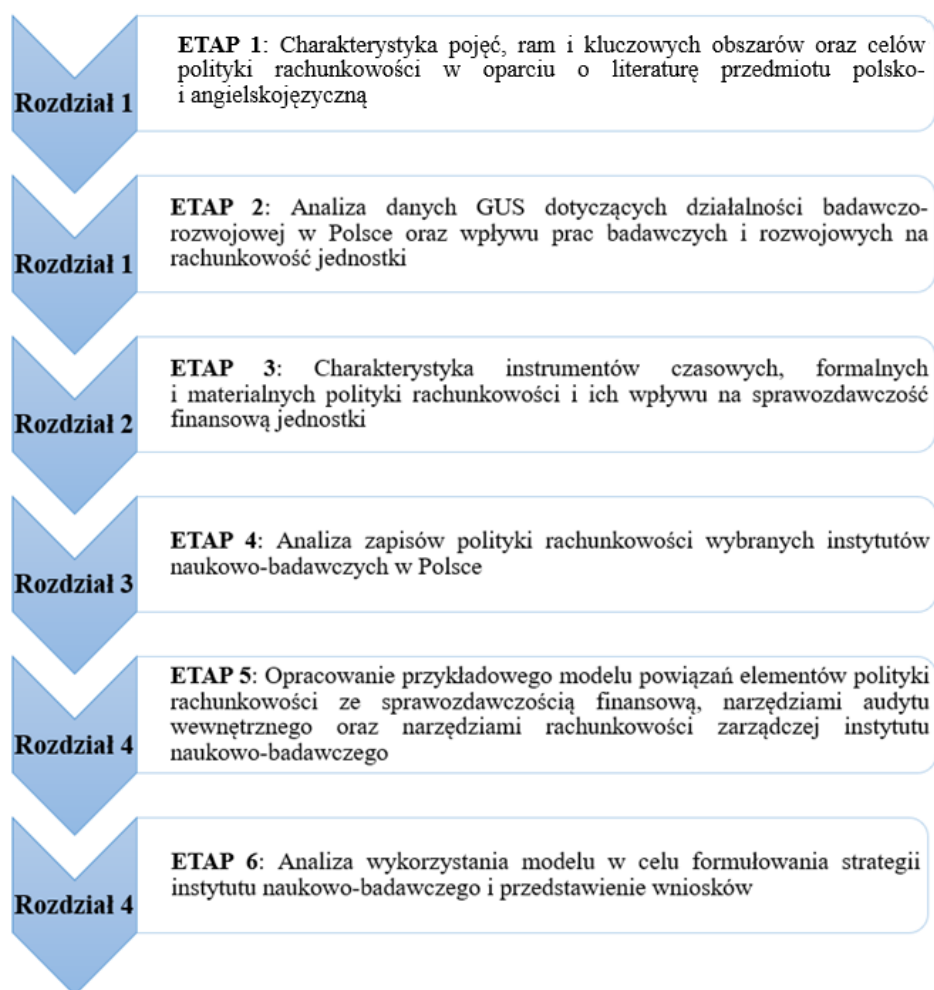 ETAP 1: Charakterystyka pojęć, ram i kluczowych obszarów oraz celów
polityki rachunkowości w oparciu o literaturę przedmiotu polsko-
i angielskojęzyczną
Rozdział 1
ETAP 2: Analiza danych GUS dotyczących działalności badawczo-
rozwojowej w Polsce oraz wpływu prac badawczych i rozwojowych na
rachunkowość jednostki
Rozdział 1
ETAP 3: Charakterystyka instrumentów czasowych, formalnych
i materialnych polityki rachunkowości i ich wpływu na sprawozdawczość
finansową jednostki
Rozdział 2
ETAP 4: Analiza zapisów polityki rachunkowości wybranych instytutów
naukowo-badawczych w Polsce
Rozdział 3
ETAP 5: Opracowanie przykładowego modelu powiązań elementów polityki
rachunkowości ze sprawozdawczością finansową, narzędziami audytu
wewnętrznego oraz narzędziami rachunkowości zarządczej instytutu
naukowo-badawczego
Rozdział 4
ETAP 6: Analiza wykorzystania modelu w celu formułowania strategii
instytutu naukowo-badawczego i przedstawienie wniosków
Rozdział 4